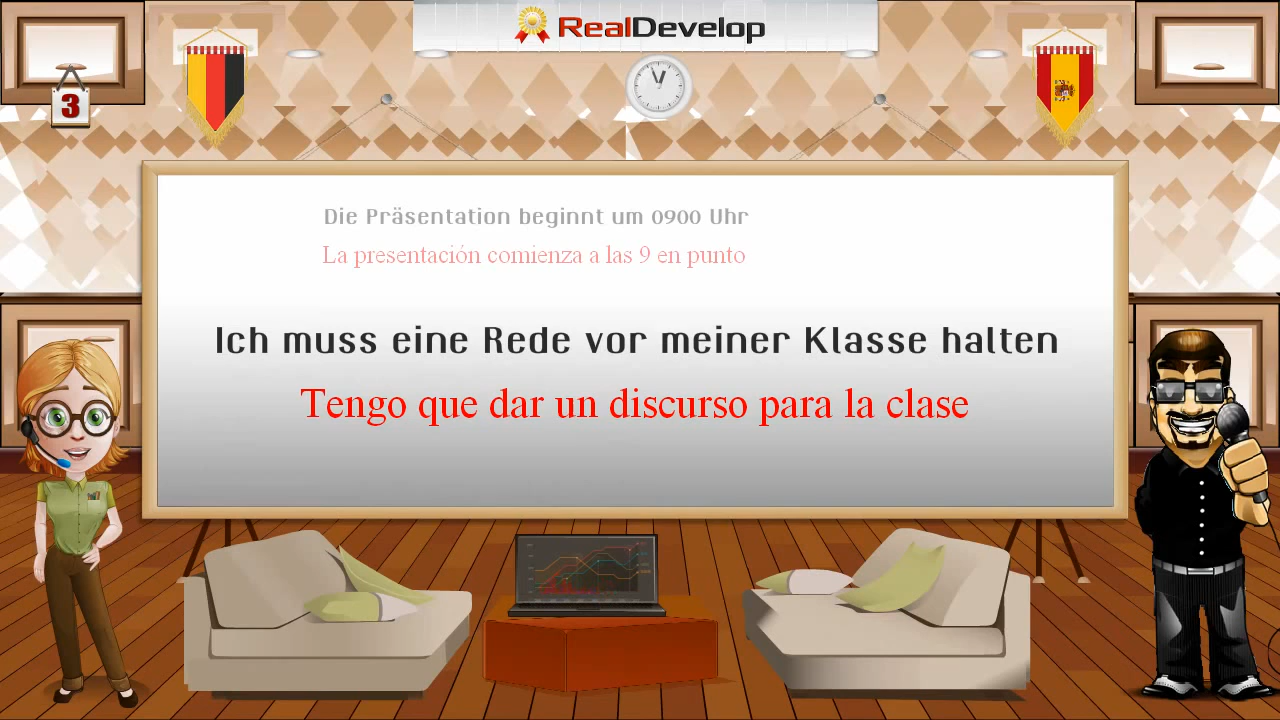 RealDevelop
3
Die Präsentation beginnt um 0900 Uhr
La presentación comienza a las 9 en punto
Ich muss eine Rede vor meiner Klasse halten
Tengo que dar un discurso para la clase